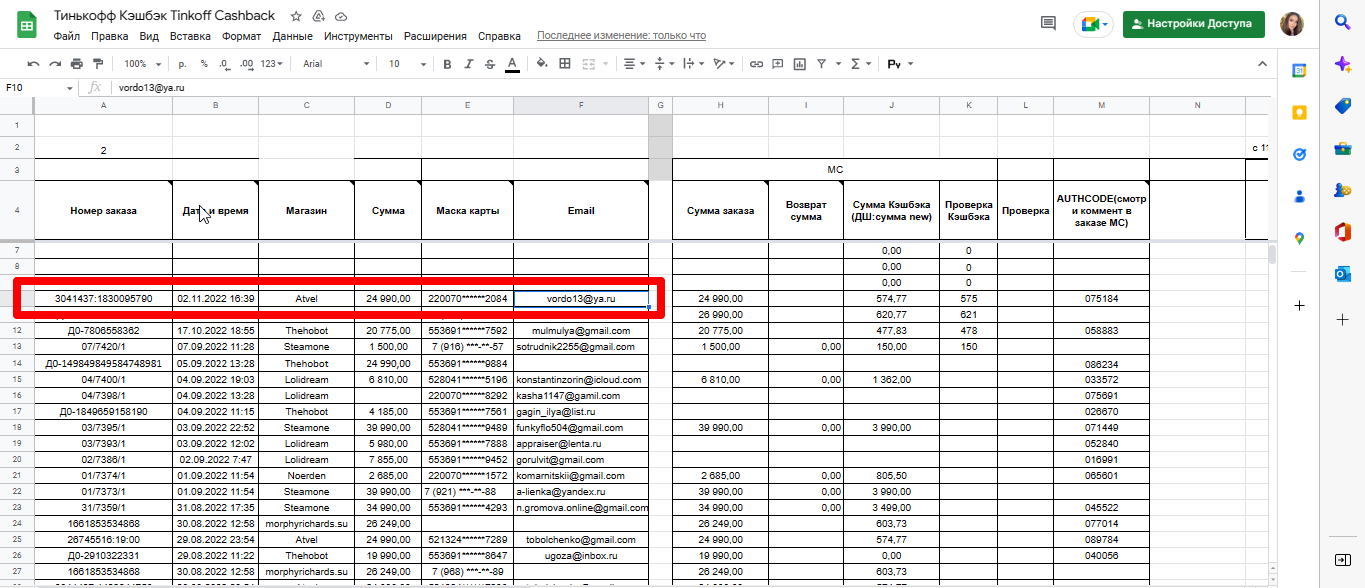 Тинькофф Кэшбэк Tinkoff Cashback
Настройки Доступа
Файл Правка Вид Вставка Формат Данные Инструменты Расширения Справка Последнее изменение: только что
100% р. % .0 .00 123 Arial 10 B I S A Pу
F10 fx vordo13@ya.ru
A B C D E F G H I J K L M N
1
2 2 с 11
3 МС
4 Номер заказа Дата и время Магазин Сумма Маска карты Email Сумма заказа Возврат сумма Сумма Кэшбэка (ДШ:сумма new) Проверка Кэшбэка Проверка AUTHCODE(смотри и коммент в заказе МС)
7 0,00 0
8 0,00 0
0,00 0
3041437:1830095790 02.11.2022 16:39 Atvel 24 990,00 220070******2084 vordo13@ya.ru 24 990,00 574,77 575 075184
26 990,00 620,77 621
12 Д0-7806558362 17.10.2022 18:55 Thehobot 20 775,00 553691******7592 mulmulya@gmail.com 20 775,00 477,83 478 058883
13 07/7420/1 07.09.2022 11:28 Steamone 1 500,00 7 (916) ***-**-57 sotrudnik2255@gmail.com 1 500,00 0,00 150,00 150
14 Д0-149849849584748981 05.09.2022 13:28 Thehobot 24 990,00 553691******9884 086234
15 04/7400/1 04.09.2022 19:03 Lolidream 6 810,00 528041******5196 konstantinzorin@icloud.com 6 810,00 0,00 1 362,00 033572
16 04/7398/1 04.09.2022 13:28 Lolidream 220070******8292 kasha1147@gamil.com 075691
17 Д0-1849659158190 04.09.2022 11:15 Thehobot 4 185,00 553691******7561 gagin_ilya@list.ru 026670
18 03/7395/1 03.09.2022 22:52 Steamone 39 990,00 528041******9489 funkyflo504@gmail.com 39 990,00 0,00 3 990,00 071449
19 03/7393/1 03.09.2022 12:02 Lolidream 5 980,00 553691******7888 appraiser@lenta.ru 052840
20 02/7386/1 02.09.2022 7:47 Lolidream 7 855,00 553691******9452 gorulvit@gmail.com 016991
21 01/7374/1 01.09.2022 11:54 Noerden 2 685,00 220070******1572 komarnitskii@gmail.com 2 685,00 0,00 805,50 065601
22 01/7373/1 01.09.2022 11:54 Steamone 39 990,00 7 (921) ***-**-88 a-lienka@yandex.ru 39 990,00 0,00 3 990,00
23 31/7359/1 31.08.2022 17:35 Steamone 34 990,00 553691******4293 n.gromova.online@gmail.com 34 990,00 0,00 3 499,00 045522
24 1661853534868 30.08.2022 12:58 morphyrichards.su 26 249,00 26 249,00 603,73 077014
25 26745516:19:00 29.08.2022 23:54 Atvel 24 990,00 521324******7289 tobolchenko@gmail.com 24 990,00 574,77 089784
26 Д0-2910322331 29.08.2022 11:22 Thehobot 19 990,00 553691******8647 ugoza@inbox.ru 19 990,00 0,00 040056
27 1661853534868 30.08.2022 12:58 morphyrichards.su 26 249,00 7 (968) ***-**-89 26 249,00 603,73